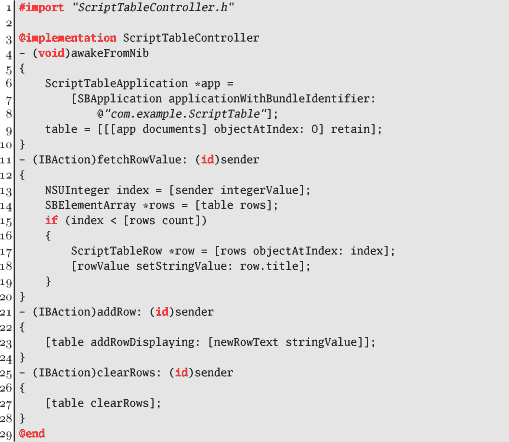 1 #import "ScriptTableController.h"
2
3 @implementation ScriptTableController
4 - (void)awakeFromNib
5 {
6     ScriptTableApplication *app =
7         [SBApplication applicationWithBundleIdentifier:
8             @"com.example.ScriptTable"];
9     table = [[[app documents] objectAtIndex: 0] retain];
10 }
11 - (IBAction)fetchRowValue: (id)sender
12 {
13     NSUInteger index = [sender integerValue];
14     SBElementArray *rows = [table rows];
15     if (index < [rows count])
16     {
17         ScriptTableRow *row = [rows objectAtIndex: index];
18         [rowValue setStringValue: row.title];
19     }
20 }
21 - (IBAction)addRow: (id)sender
22 {
23     [table addRowDisplaying: [newRowText stringValue]];
24 }
25 - (IBAction)clearRows: (id)sender
26 {
27     [table clearRows];
28 }
29 @end